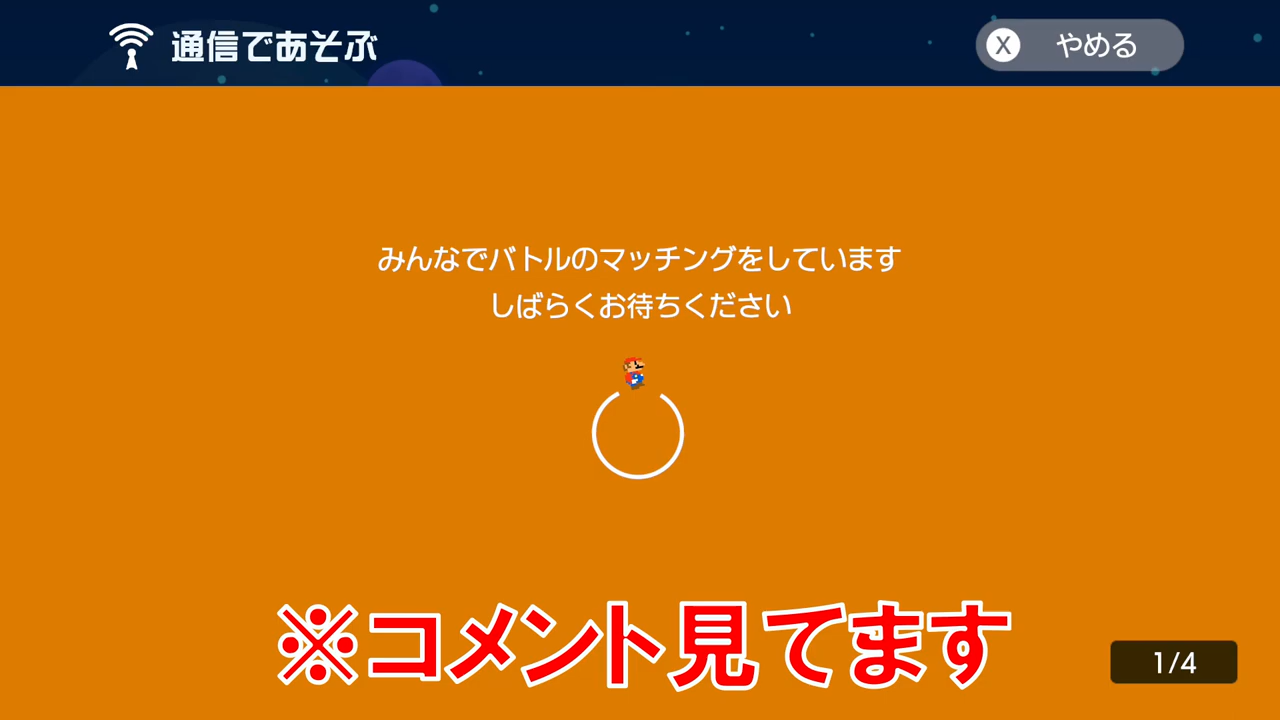 通信であそぶ
X やめる
みんなでバトルのマッチングをしています
しばらくお待ちください
※コメント見てます
1/4